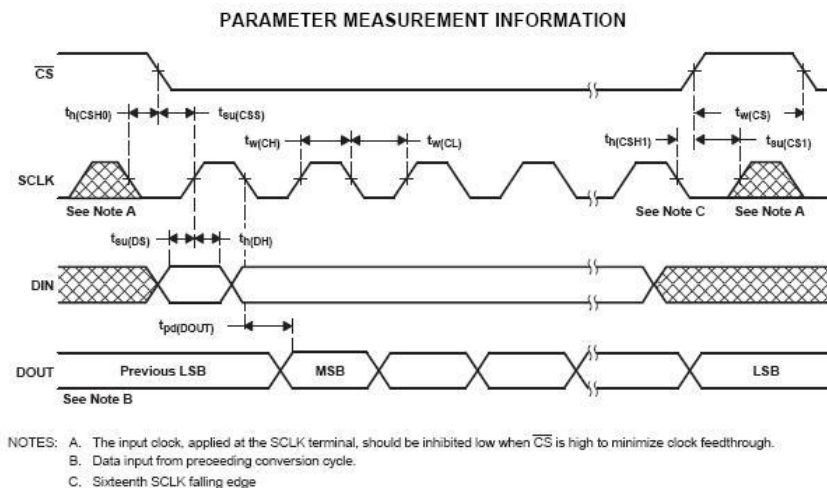 PARAMETER MEASUREMENT INFORMATION
CS
th(CSH0)
tsu(CSS)
tw(CS)
tw(CH)
tw(CL)
th(CSH1)
tsu(CS1)
SCLK
See Note A
See Note C
See Note A
tsu(DS)
th(DH)
DIN
tpd(DOUT)
DOUT
Previous LSB
MSB
LSB
See Note B
NOTES: A. The input clock, applied at the SCLK terminal, should be inhibited low when CS is high to minimize clock feedthrough.
B. Data input from preceeding conversion cycle.
C. Sixteenth SCLK falling edge